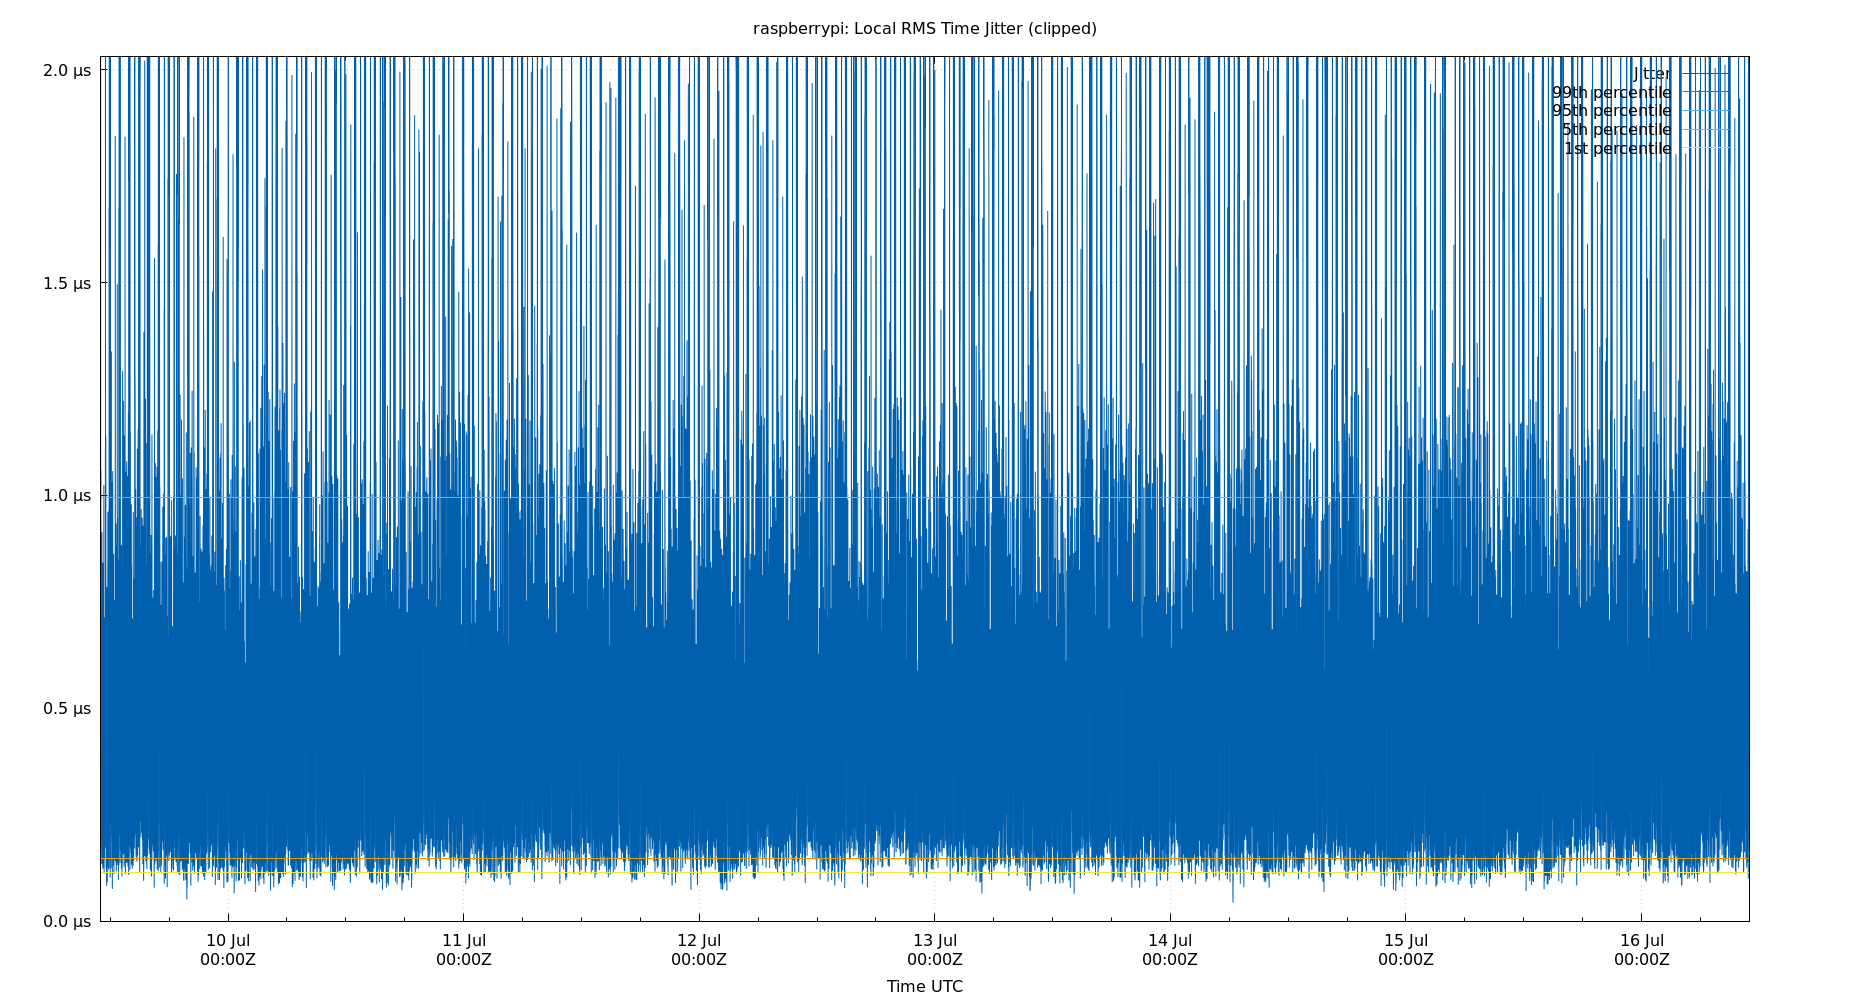 raspberrypi: Local RMS Time Jitter (clipped)
2.0 µs
1.5 µs
1.0 µs
0.5 µs
0.0 µs
Jitter
99th percentile
95th percentile
5th percentile
1st percentile
10 Jul
00:00Z
11 Jul
00:00Z
12 Jul
00:00Z
13 Jul
00:00Z
14 Jul
00:00Z
15 Jul
00:00Z
16 Jul
00:00Z
Time UTC